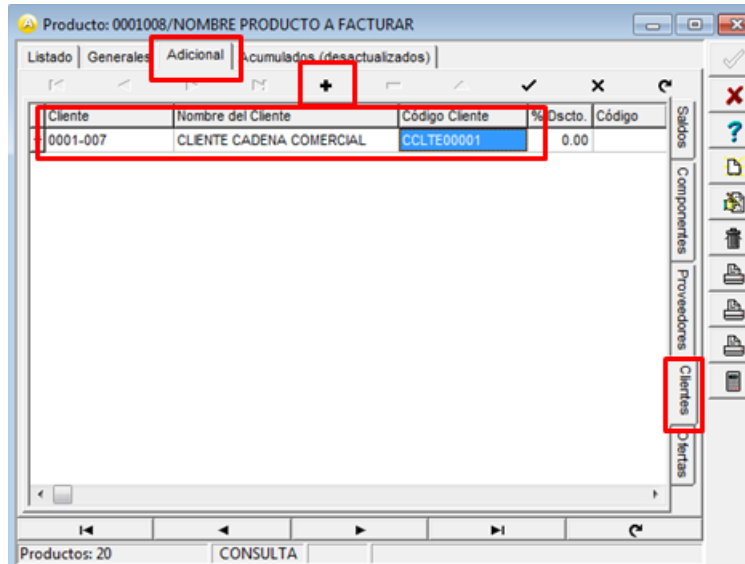 Producto: 0001008/NOMBRE PRODUCTO A FACTURAR
Listado Generales Adicional Acumulados (desactualizados)
Cliente Nombre del Cliente Código Cliente % Dscto. Código
0001-007 CLIENTE CADENA COMERCIAL CCLTE00001 0.00
Saldos
Componentes
Proveedores
Clientes
Ofertas
Productos: 20 CONSULTA